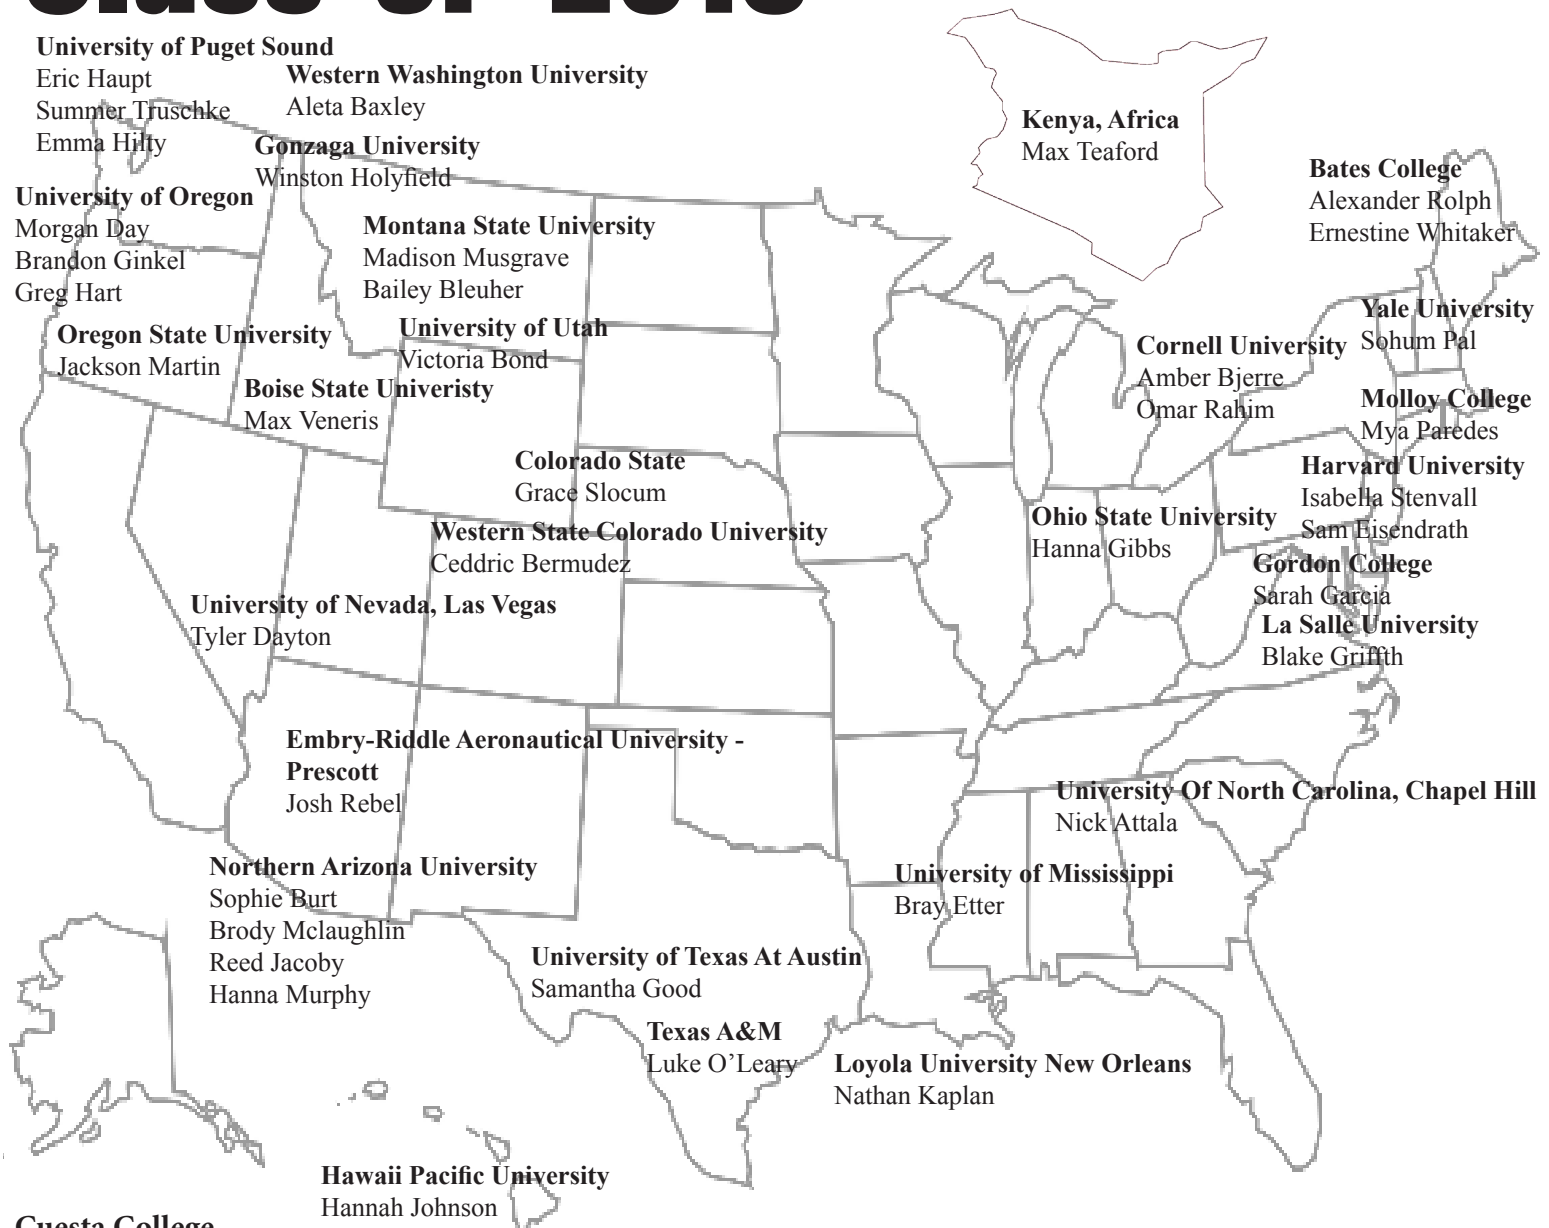 Class of 2015
University of Puget Sound
Eric Haupt
Summer Truschke
Emma Hilty
Western Washington University
Aleta Baxley
Gonzaga University
Winston Holyfield
University of Oregon
Morgan Day
Brandon Ginkel
Greg Hart
Montana State University
Madison Musgrave
Bailey Bleuher
Oregon State University
Jackson Martin
University of Utah
Victoria Bond
Boise State Univeristy
Max Veneris
Colorado State
Grace Slocum
Western State Colorado University
Ceddric Bermudez
University of Nevada, Las Vegas
Tyler Dayton
Embry-Riddle Aeronautical University -
Prescott
Josh Rebel
Northern Arizona University
Sophie Burt
Brody Mclaughlin
Reed Jacoby
Hanna Murphy
University of Texas At Austin
Samantha Good
Texas A&M
Luke O’Leary
Hawaii Pacific University
Hannah Johnson
Cuesta College
Kenya, Africa
Max Teaford
Bates College
Alexander Rolph
Ernestine Whitaker
Yale University
Sohum Pal
Cornell University
Amber Bjerre
Omar Rahim
Molloy College
Mya Paredes
Harvard University
Isabella Stenvall
Sam Eisendrath
Ohio State University
Hanna Gibbs
Gordon College
Sarah Garcia
La Salle University
Blake Griffth
University Of North Carolina, Chapel Hill
Nick Attala
University of Mississippi
Bray Etter
Loyola University New Orleans
Nathan Kaplan